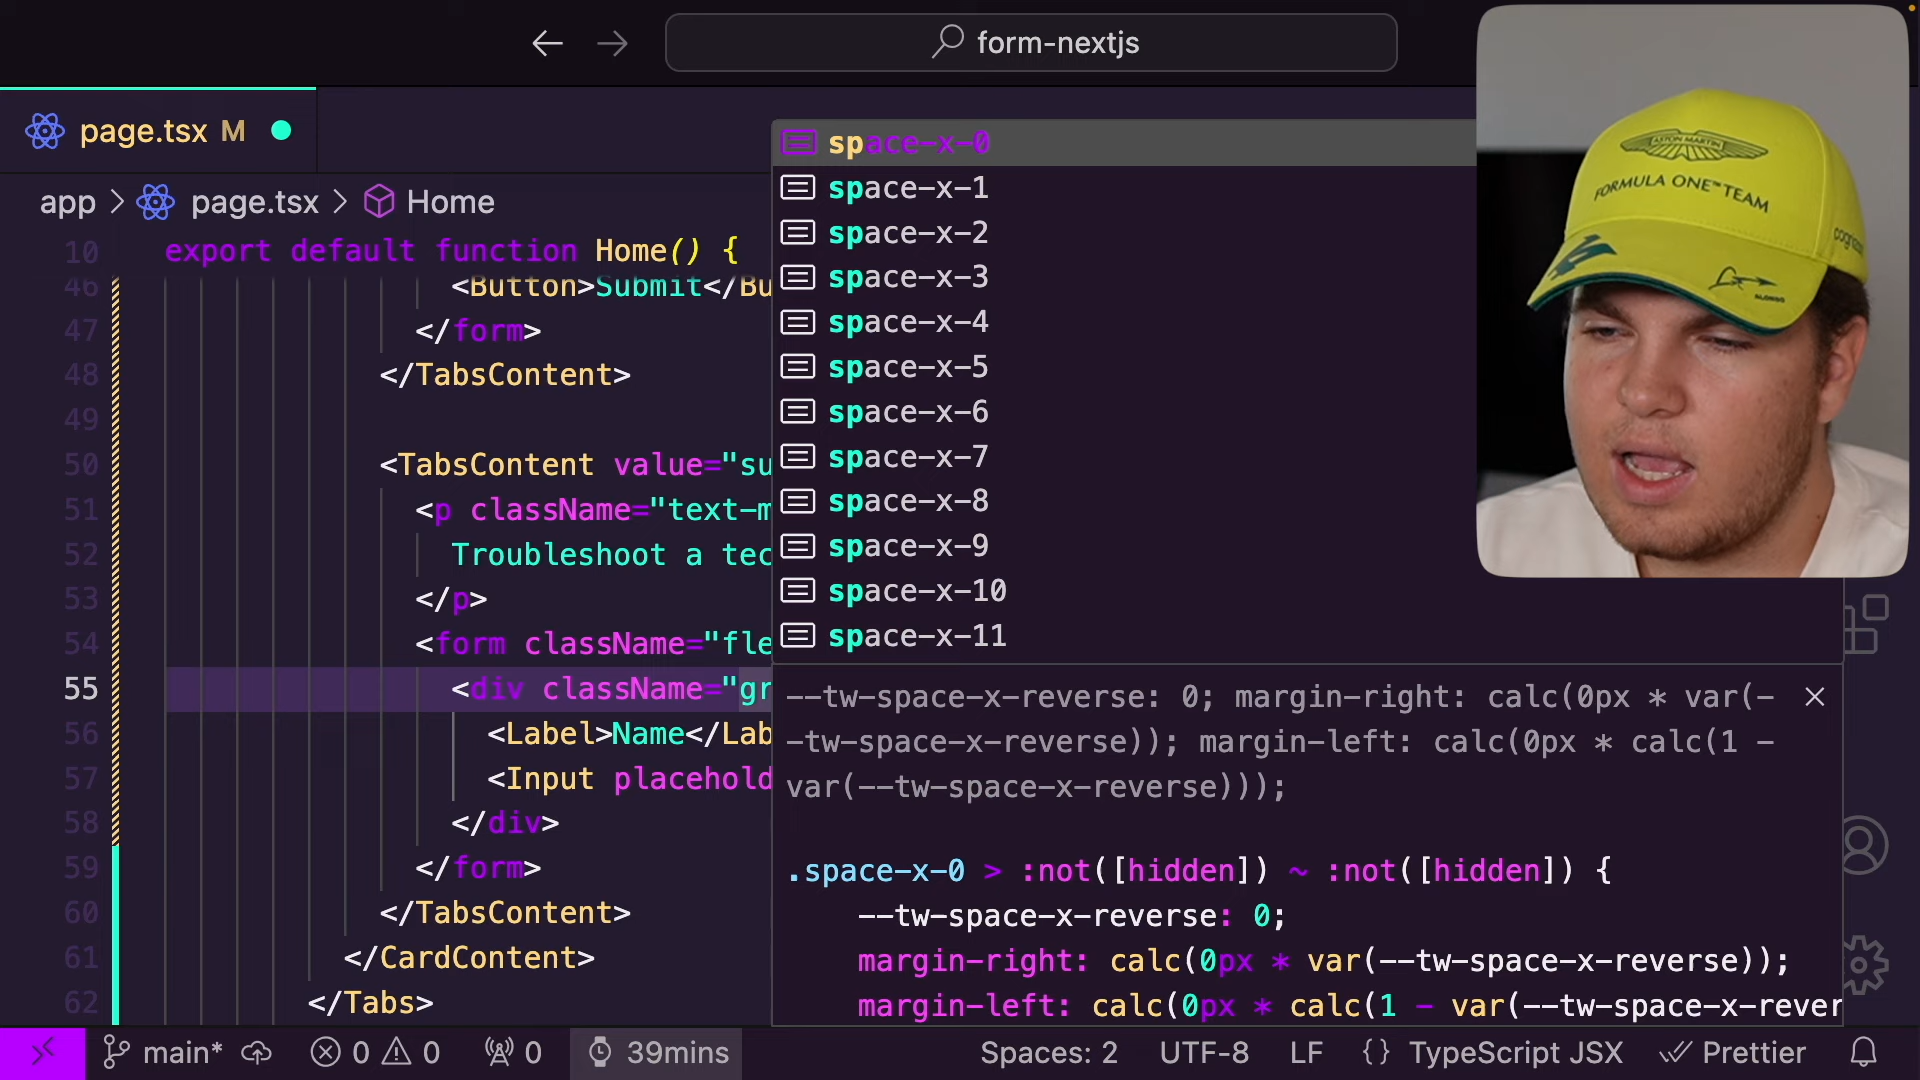 form-nextjs
page.tsx M
app > page.tsx > Home
10 export default function Home() {
46 <Button>Submit</Bu
47 </form>
48 </TabsContent>
49
50 <TabsContent value="su
51 <p className="text-m
52 Troubleshoot a tec
53 </p>
54 <form className="fle
55 <div className="gr
56 <Label>Name</Lab
57 <Input placehold
58 </div>
59 </form>
60 </TabsContent>
61 </CardContent>
62 </Tabs>
space-x-0
space-x-1
space-x-2
space-x-3
space-x-4
space-x-5
space-x-6
space-x-7
space-x-8
space-x-9
space-x-10
space-x-11
--tw-space-x-reverse: 0; margin-right: calc(0px * var(-
-tw-space-x-reverse)); margin-left: calc(0px * calc(1 -
var(--tw-space-x-reverse)));
.space-x-0 > :not([hidden]) ~ :not([hidden]) {
--tw-space-x-reverse: 0;
margin-right: calc(0px * var(--tw-space-x-reverse));
margin-left: calc(0px * calc(1 - var(--tw-space-x-rever
ASTON MARTIN
FORMULA ONE™ TEAM
ALONSO
main* 0 0 0 39mins Spaces: 2 UTF-8 LF {} TypeScript JSX Prettier